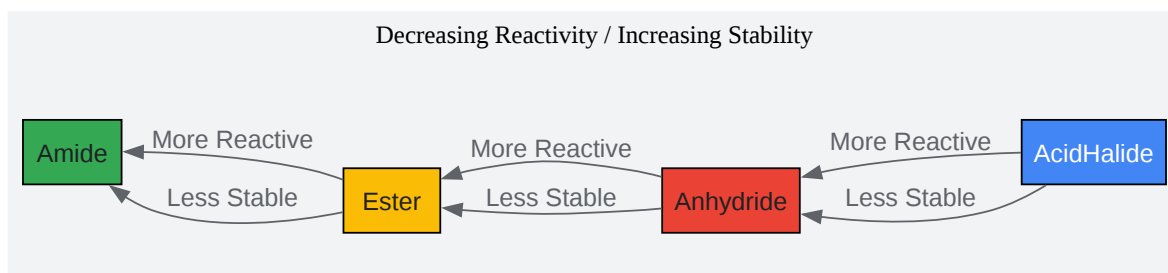 Decreasing Reactivity / Increasing Stability
Amide
More Reactive
Less Stable
Ester
More Reactive
Less Stable
Anhydride
More Reactive
Less Stable
AcidHalide